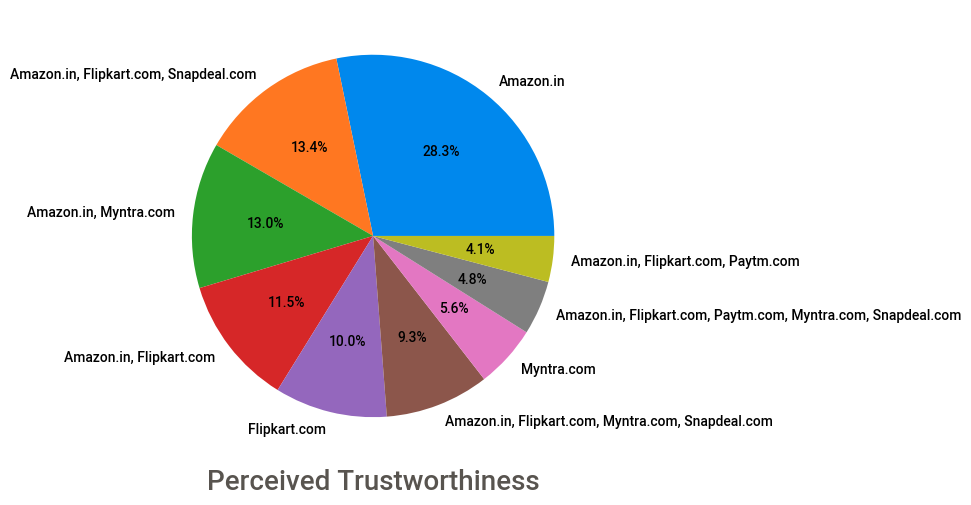 Amazon.in, Flipkart.com, Snapdeal.com
Amazon.in
13.4%
28.3%
Amazon.in, Myntra.com
13.0%
4.1%
Amazon.in, Flipkart.com, Paytm.com
4.8%
11.5%
5.6%
Amazon.in, Flipkart.com, Paytm.com, Myntra.com, Snapdeal.com
10.0%
9.3%
Amazon.in, Flipkart.com
Myntra.com
Amazon.in, Flipkart.com, Myntra.com, Snapdeal.com
Flipkart.com
Perceived Trustworthiness